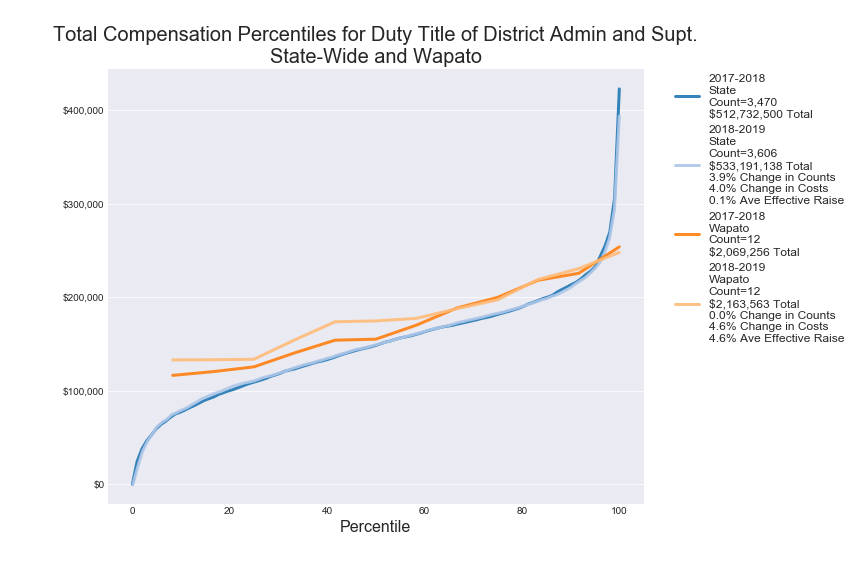 Total Compensation Percentiles for Duty Title of District Admin and Supt.
State-Wide and Wapato
$400,000
$300,000
$200,000
$100,000
$0
0
20
40
60
80
100
Percentile
2017-2018
State
Count=3,470
$512,732,500 Total
2018-2019
State
Count=3,606
$533,191,138 Total
3.9% Change in Counts
4.0% Change in Costs
0.1% Ave Effective Raise
2017-2018
Wapato
Count=12
$2,069,256 Total
2018-2019
Wapato
Count=12
$2,163,563 Total
0.0% Change in Counts
4.6% Change in Costs
4.6% Ave Effective Raise